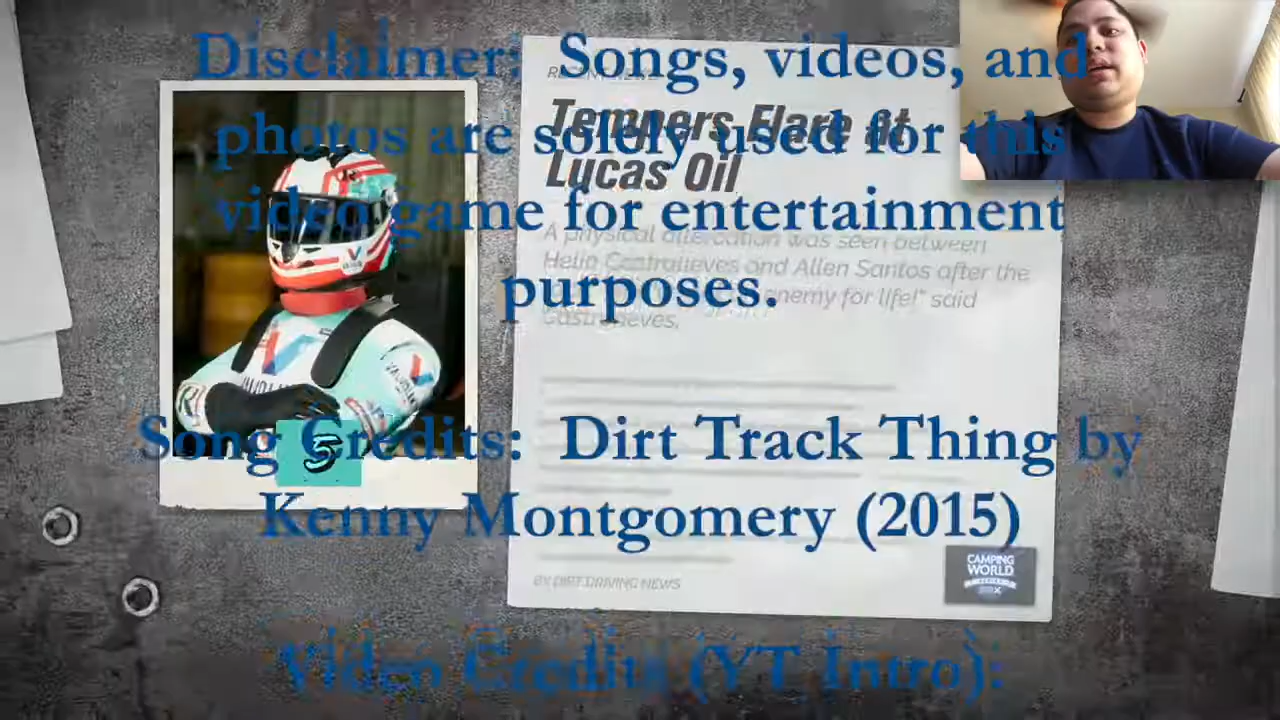 Disclaimer: Songs, videos, and
photos are solely used for this
video game for entertainment
purposes.
Song Credits: Dirt Track Thing by
Kenny Montgomery (2015)
Video Credits (YT Intro):
Tempers Flare at
Lucas Oil
A physical altercation was seen between
Helio Castroneves and Allen Santos after the
enemy for life!" said
Castroneves.
BY DIRT DRIVING NEWS
CAMPING
WORLD
5